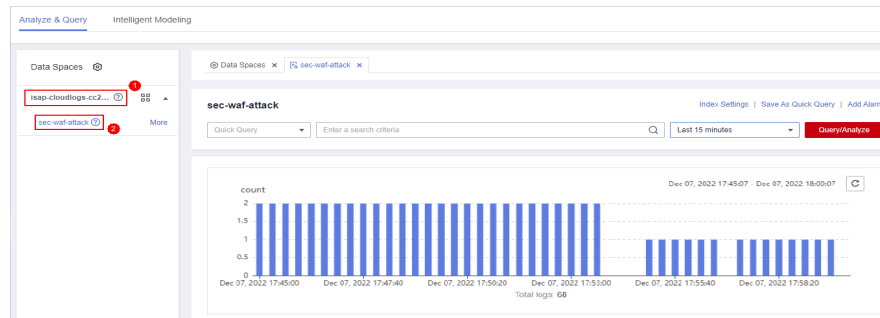 Analyze & Query Intelligent Modeling
Data Spaces
Data Spaces × sec-waf-attack ×
1
isap-cloudlogs-cc2... ?
sec-waf-attack ? 2 More
sec-waf-attack
Index Settings | Save As Quick Query | Add Alarm
Quick Query Enter a search criteria Last 15 minutes Query/Analyze
Dec 07, 2022 17:45:07 - Dec 07, 2022 18:00:07
count
2
1.5
1
0.5
0
Dec 07, 2022 17:45:00 Dec 07, 2022 17:47:40 Dec 07, 2022 17:50:20 Dec 07, 2022 17:53:00 Dec 07, 2022 17:55:40 Dec 07, 2022 17:58:20
Total logs: 68